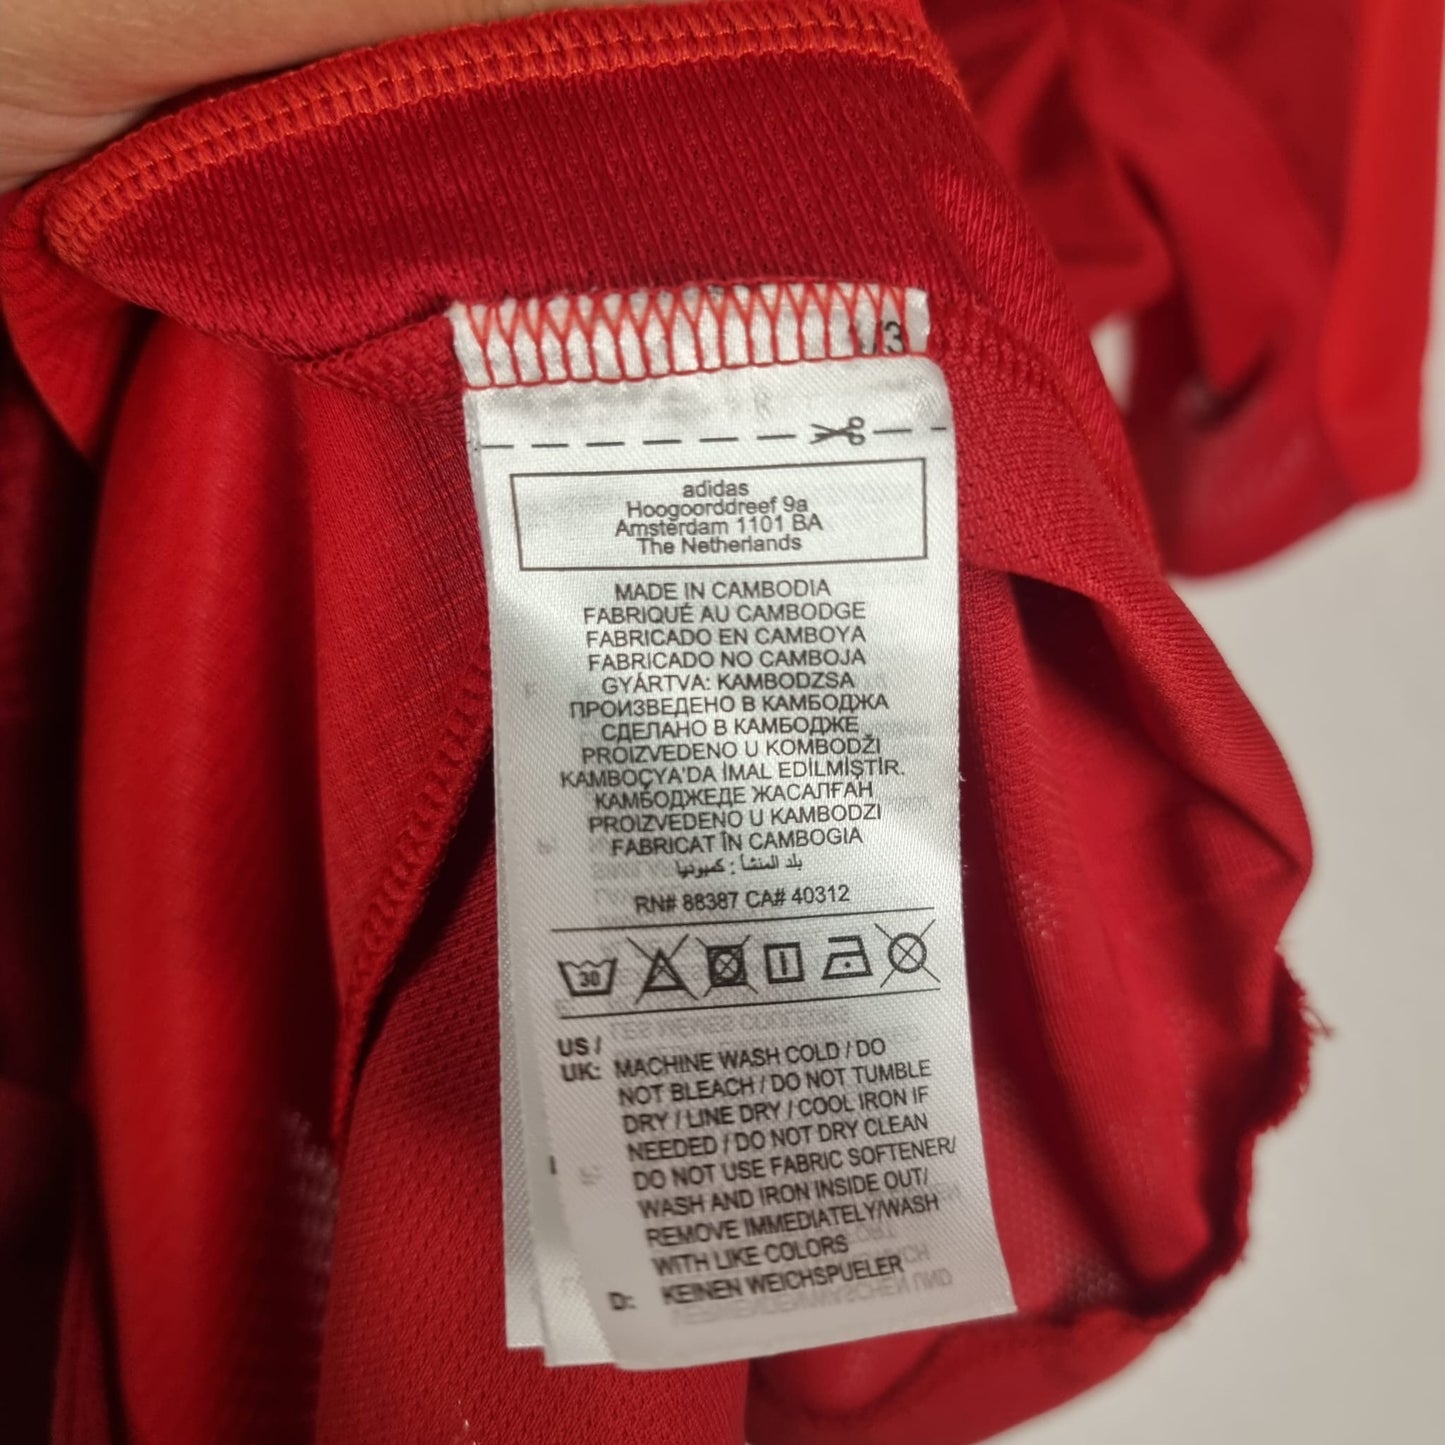 /3
adidas
Hoogoorddreef 9a
Amsterdam 1101 BA
The Netherlands
MADE IN CAMBODIA
FABRIQUÉ AU CAMBODGE
FABRICADO EN CAMBOYA
FABRICADO NO CAMBOJA
GYÁRTVA: KAMBODZSA
ПРОИЗВЕДЕНО В КАМБОДЖА
СДЕЛАНО В КАМБОДЖЕ
PROIZVEDENO U KOMBODŽI
KAMBOÇYA'DA İMAL EDİLMİŞTİR.
КАМБОДЖЕДЕ ЖАСАЛҒАН
PROIZVEDENO U KAMBODZI
FABRICAT ÎN CAMBOGIA
بلد المنشأ : كمبوديا
RN# 88387 CA# 40312
30
US /
UK: MACHINE WASH COLD / DO
NOT BLEACH / DO NOT TUMBLE
DRY / LINE DRY / COOL IRON IF
NEEDED / DO NOT DRY CLEAN
DO NOT USE FABRIC SOFTENER/
WASH AND IRON INSIDE OUT/
REMOVE IMMEDIATELY/WASH
WITH LIKE COLORS
D: KEINEN WEICHSPUELER